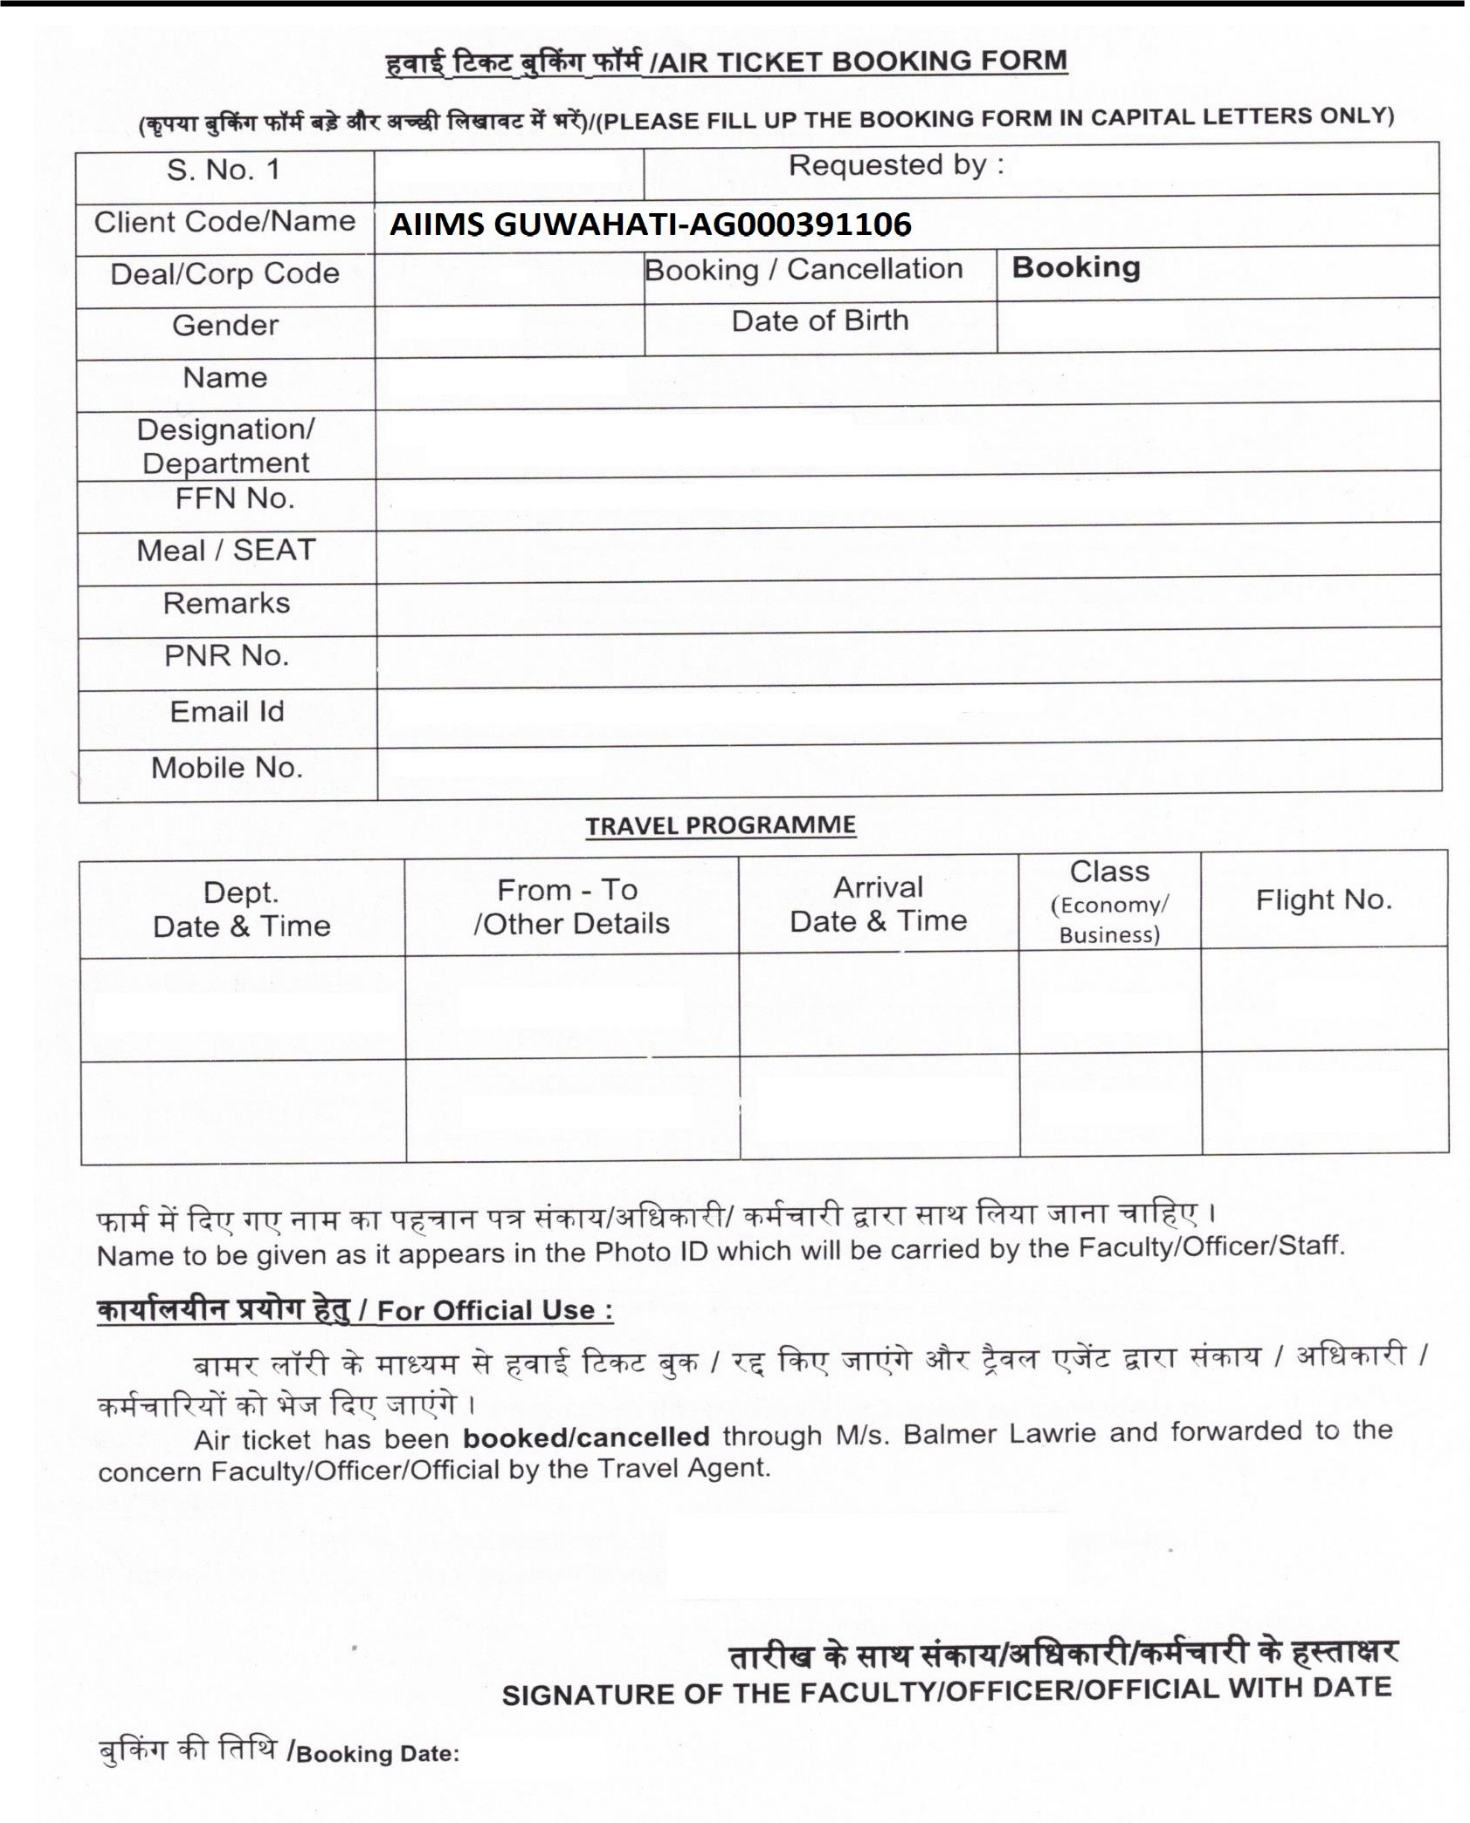 हवाई टिकट बुकिंग फॉर्म /AIR TICKET BOOKING FORM
(कृपया बुकिंग फॉर्म बड़े और अच्छी लिखावट में भरें)/(PLEASE FILL UP THE BOOKING FORM IN CAPITAL LETTERS ONLY)
S. No. 1 Requested by :
Client Code/Name AIIMS GUWAHATI-AG000391106
Deal/Corp Code Booking / Cancellation Booking
Gender Date of Birth
Name
Designation/
Department
FFN No.
Meal / SEAT
Remarks
PNR No.
Email Id
Mobile No.
TRAVEL PROGRAMME
Dept.
Date & Time
From - To
/Other Details
Arrival
Date & Time
Class
(Economy/
Business)
Flight No.
फार्म में दिए गए नाम का पहचान पत्र संकाय/अधिकारी/ कर्मचारी द्वारा साथ लिया जाना चाहिए ।
Name to be given as it appears in the Photo ID which will be carried by the Faculty/Officer/Staff.
कार्यालयीन प्रयोग हेतु / For Official Use :
बामर लॉरी के माध्यम से हवाई टिकट बुक / रद्द किए जाएंगे और ट्रैवल एजेंट द्वारा संकाय / अधिकारी /
कर्मचारियों को भेज दिए जाएंगे ।
Air ticket has been booked/cancelled through M/s. Balmer Lawrie and forwarded to the
concern Faculty/Officer/Official by the Travel Agent.
तारीख के साथ संकाय/अधिकारी/कर्मचारी के हस्ताक्षर
SIGNATURE OF THE FACULTY/OFFICER/OFFICIAL WITH DATE
बुकिंग की तिथि /Booking Date: